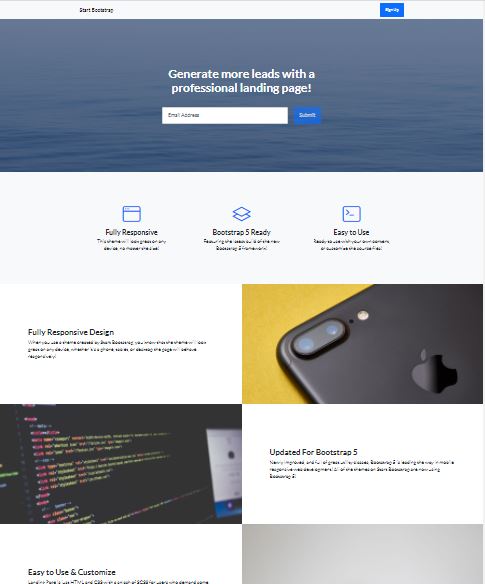 Start Bootstrap
Sign Up
Generate more leads with a
professional landing page!
Email Address
Submit
Fully Responsive
Bootstrap 5 Ready
Easy to Use
This theme will look great on any
device, no matter the size!
Featuring the latest build of the new
Bootstrap 5 framework!
Ready to use with your own content,
or customize the source files!
Fully Responsive Design
When you use a theme created by Start Bootstrap, you know that the theme will look
great on any device, whether it's a phone, tablet, or desktop the page will behave
responsively!
Updated For Bootstrap 5
Newly improved, and full of great utility classes, Bootstrap 5 is leading the way in mobile
responsive web development! All of the themes on Start Bootstrap are now using
Bootstrap 5!
Easy to Use & Customize
Landing Page is just HTML and CSS with a splash of SCSS for users who demand some